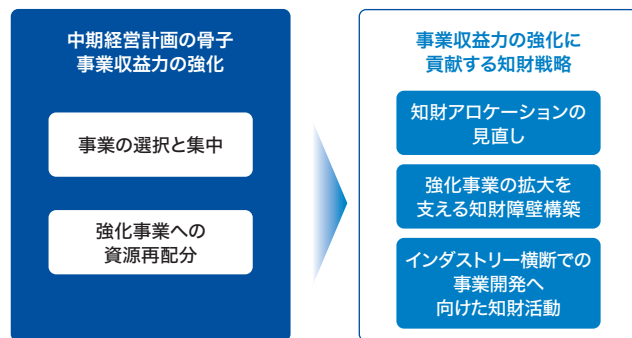 中期経営計画の骨子
事業収益力の強化
事業の選択と集中
強化事業への
資源再配分
事業収益力の強化に
貢献する知財戦略
知財アロケーションの
見直し
強化事業の拡大を
支える知財障壁構築
インダストリー横断での
事業開発へ
向けた知財活動